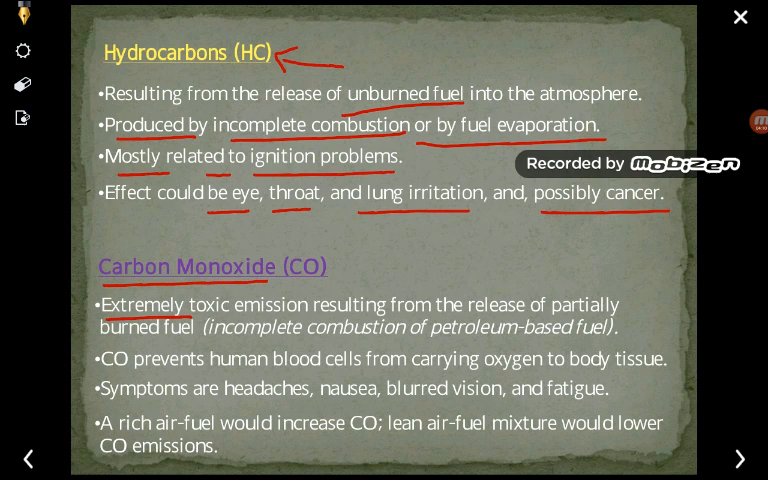 Hydrocarbons (HC)
•Resulting from the release of unburned fuel into the atmosphere.
•Produced by incomplete combustion or by fuel evaporation.
•Mostly related to ignition problems.
Recorded by mobizen
•Effect could be eye, throat, and lung irritation, and, possibly cancer.
Carbon Monoxide (CO)
•Extremely toxic emission resulting from the release of partially
burned fuel (incomplete combustion of petroleum-based fuel).
•CO prevents human blood cells from carrying oxygen to body tissue.
•Symptoms are headaches, nausea, blurred vision, and fatigue.
•A rich air-fuel would increase CO; lean air-fuel mixture would lower
CO emissions.